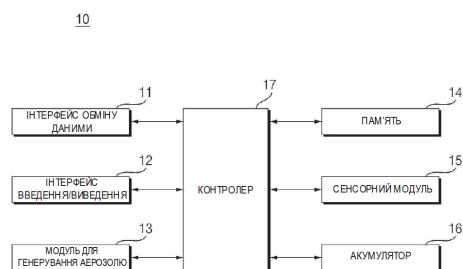 10
11
ІНТЕРФЕЙС ОБМІНУ
ДАНИМИ
12
ІНТЕРФЕЙС
ВВЕДЕННЯ/ВИВЕДЕННЯ
13
МОДУЛЬ ДЛЯ
ГЕНЕРУВАННЯ АЕРОЗОЛЮ
17
КОНТРОЛЕР
14
ПАМ'ЯТЬ
15
СЕНСОРНИЙ МОДУЛЬ
16
АКУМУЛЯТОР